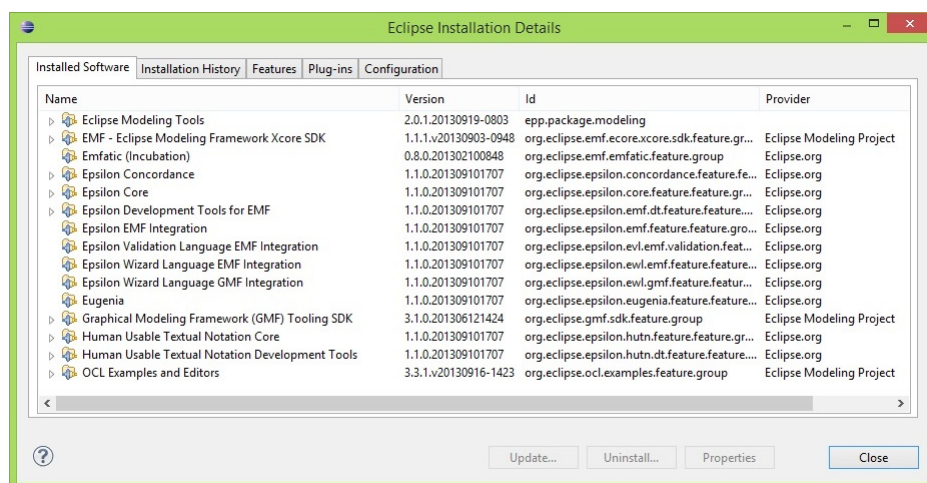 Eclipse Installation Details
Installed Software Installation History Features Plug-ins Configuration
Name Version Id Provider
Eclipse Modeling Tools 2.0.1.20130919-0803 epp.package.modeling
EMF - Eclipse Modeling Framework Xcore SDK 1.1.1.v20130903-0948 org.eclipse.emf.ecore.xcore.sdk.feature.gr... Eclipse Modeling Project
Emfatic (Incubation) 0.8.0.201302100848 org.eclipse.emf.emfatic.feature.group Eclipse.org
Epsilon Concordance 1.1.0.201309101707 org.eclipse.epsilon.concordance.feature.fe... Eclipse.org
Epsilon Core 1.1.0.201309101707 org.eclipse.epsilon.core.feature.feature.gr... Eclipse.org
Epsilon Development Tools for EMF 1.1.0.201309101707 org.eclipse.epsilon.emf.dt.feature.feature.... Eclipse.org
Epsilon EMF Integration 1.1.0.201309101707 org.eclipse.epsilon.emf.feature.feature.gro... Eclipse.org
Epsilon Validation Language EMF Integration 1.1.0.201309101707 org.eclipse.epsilon.evl.emf.validation.feat... Eclipse.org
Epsilon Wizard Language EMF Integration 1.1.0.201309101707 org.eclipse.epsilon.ewl.emf.feature.feature... Eclipse.org
Epsilon Wizard Language GMF Integration 1.1.0.201309101707 org.eclipse.epsilon.ewl.gmf.feature.featur... Eclipse.org
Eugenia 1.1.0.201309101707 org.eclipse.epsilon.eugenia.feature.feature... Eclipse.org
Graphical Modeling Framework (GMF) Tooling SDK 3.1.0.201306121424 org.eclipse.gmf.sdk.feature.group Eclipse Modeling Project
Human Usable Textual Notation Core 1.1.0.201309101707 org.eclipse.epsilon.hutn.feature.feature.gr... Eclipse.org
Human Usable Textual Notation Development Tools 1.1.0.201309101707 org.eclipse.epsilon.hutn.dt.feature.feature.... Eclipse.org
OCL Examples and Editors 3.3.1.v20130916-1423 org.eclipse.ocl.examples.feature.group Eclipse Modeling Project
? Update... Uninstall... Properties Close